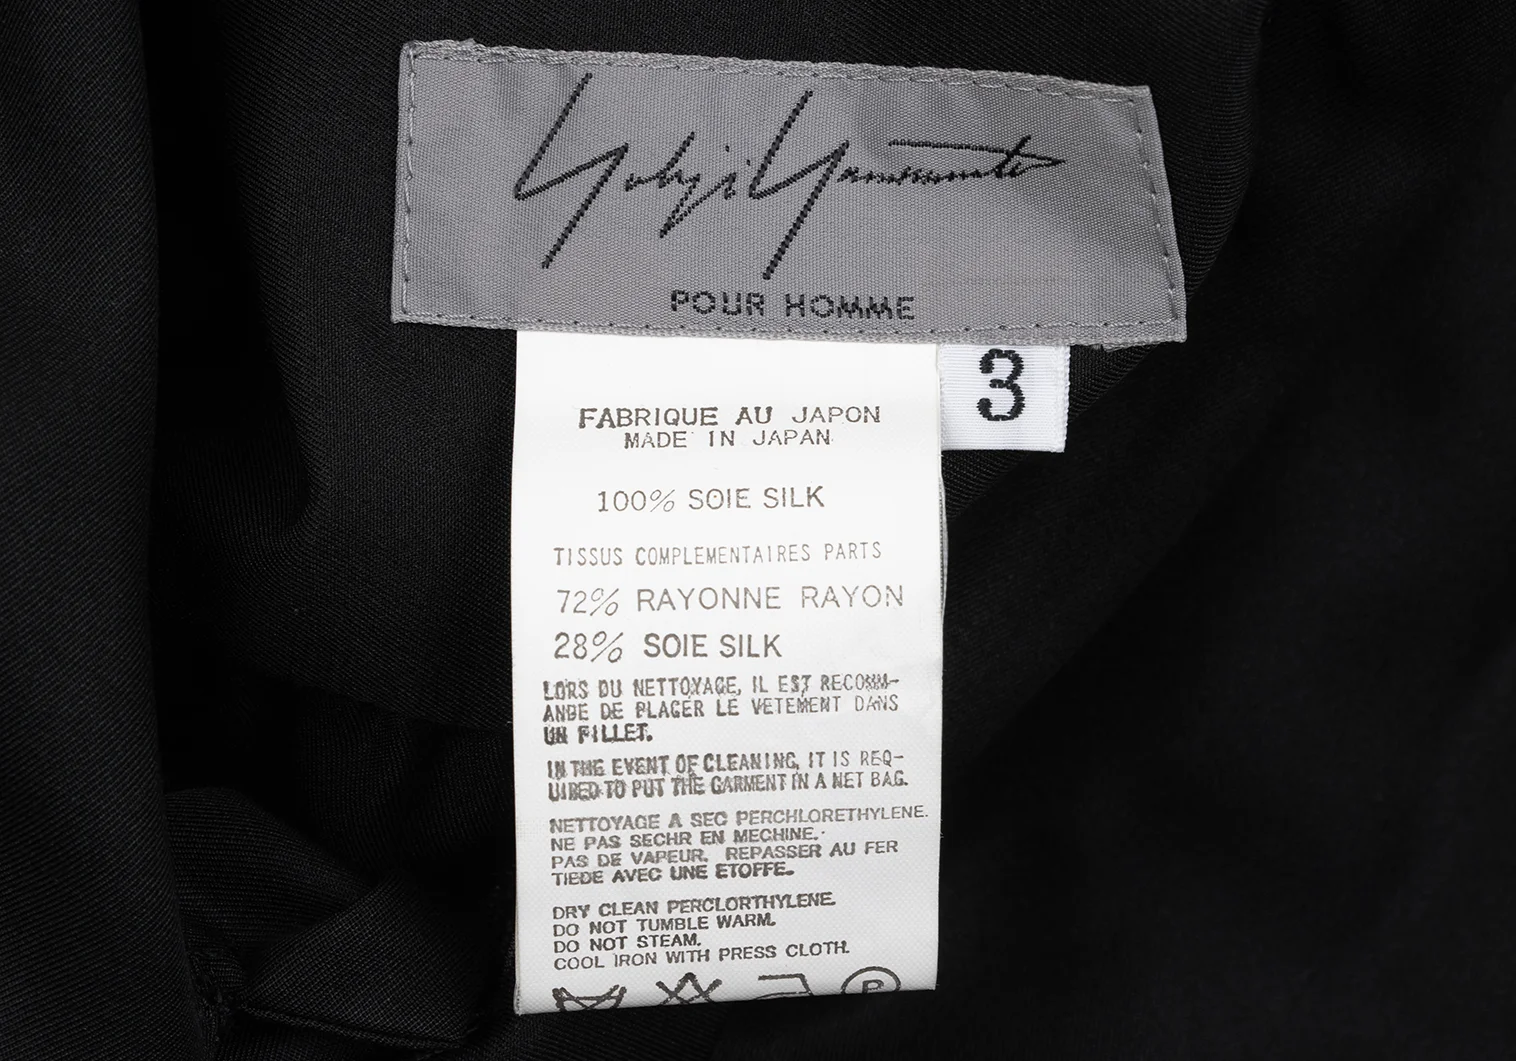 Yohji Yamamoto
POUR HOMME
3
FABRIQUE AU JAPON
MADE IN JAPAN
100% SOIE SILK
TISSUS COMPLEMENTAIRES PARTS
72% RAYONNE RAYON
28% SOIE SILK
LORS DU NETTOYAGE, IL EST RECOMM-
ANDE DE PLACER LE VETEMENT DANS
UN FILLET.
IN THE EVENT OF CLEANING, IT IS REQ-
UIRED TO PUT THE GARMENT IN A NET BAG.
NETTOYAGE A SEC PERCHLORETHYLENE.
NE PAS SECHR EN MECHINE.
PAS DE VAPEUR. REPASSER AU FER
TIEDE AVEC UNE ETOFFE.
DRY CLEAN PERCLORTHYLENE.
DO NOT TUMBLE WARM.
DO NOT STEAM.
COOL IRON WITH PRESS CLOTH.
P